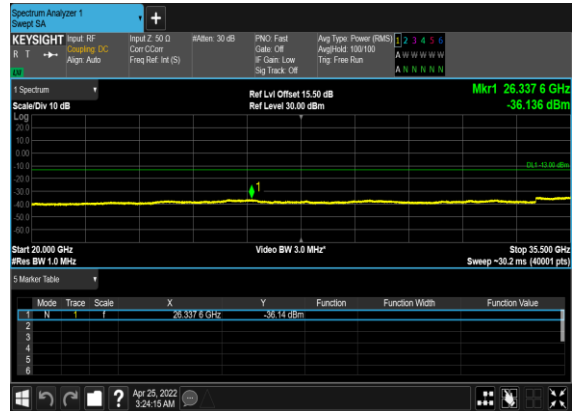 Spectrum Analyzer 1
Swept SA
+
KEYSIGHT Input: RF Input Z: 50 Ω #Atten: 30 dB PNO: Fast Avg Type: Power (RMS) 1 2 3 4 5 6
R T Coupling: DC Corr CCorr Gate: Off Avg|Hold: 100/100 A W W W W W
Align: Auto Freq Ref: Int (S) IF Gain: Low Trig: Free Run
Sig Track: Off A N N N N N
1 Spectrum Ref Lvl Offset 15.50 dB Mkr1 26.337 6 GHz
Scale/Div 10 dB Ref Level 30.00 dBm -36.136 dBm
Log
20.0
10.0
0.00
-10.0 DL1 -13.00 dBm
-20.0
-30.0 1
-40.0
-50.0
-60.0
Start 20.000 GHz Video BW 3.0 MHz* Stop 35.500 GHz
#Res BW 1.0 MHz Sweep ~30.2 ms (40001 pts)
5 Marker Table
Mode Trace Scale X Y Function Function Width Function Value
1 N 1 f 26.337 6 GHz -36.14 dBm
2
3
4
5
6
? Apr 25, 2022
3:24:15 AM